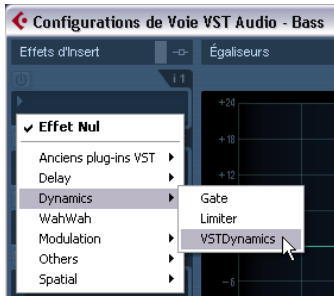 Configurations de Voie VST Audio - Bass
Effets d'Insert
Égaliseurs
i1
+24
Effet Nul
+18
Anciens plug-ins VST
Delay
+12
Dynamics
Gate
WahWah
Limiter
Modulation
VSTDynamics
Others
Spatial
-6